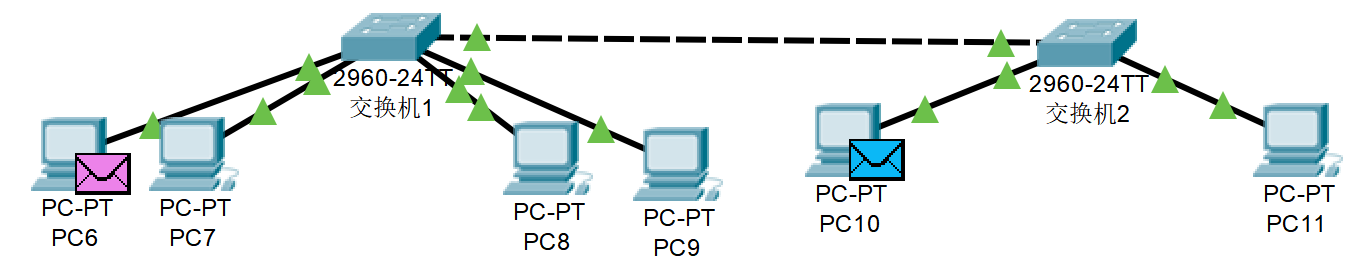 2960-24TT
交换机1
2960-24TT
交换机2
PC-PT
PC6
PC-PT
PC7
PC-PT
PC8
PC-PT
PC9
PC-PT
PC10
PC-PT
PC11